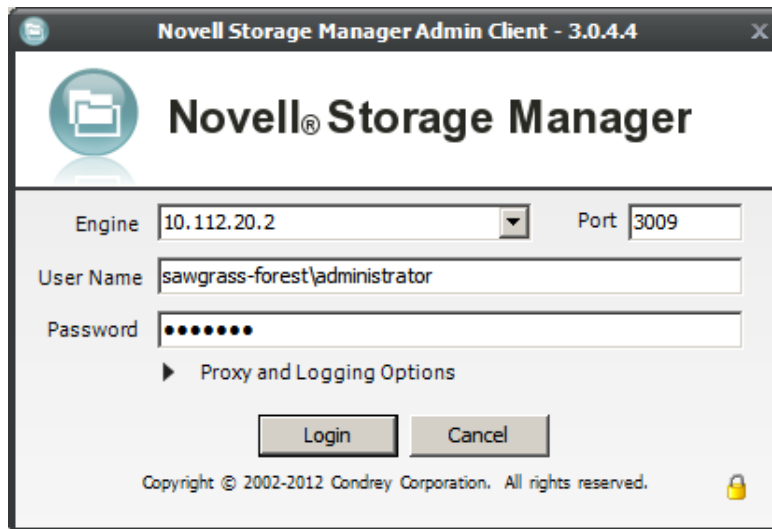 Novell Storage Manager Admin Client - 3.0.4.4
Novell® Storage Manager
Engine 10.112.20.2 Port 3009
User Name sawgrass-forest\administrator
Password •••••••
Proxy and Logging Options
Login Cancel
Copyright © 2002-2012 Condrey Corporation. All rights reserved.